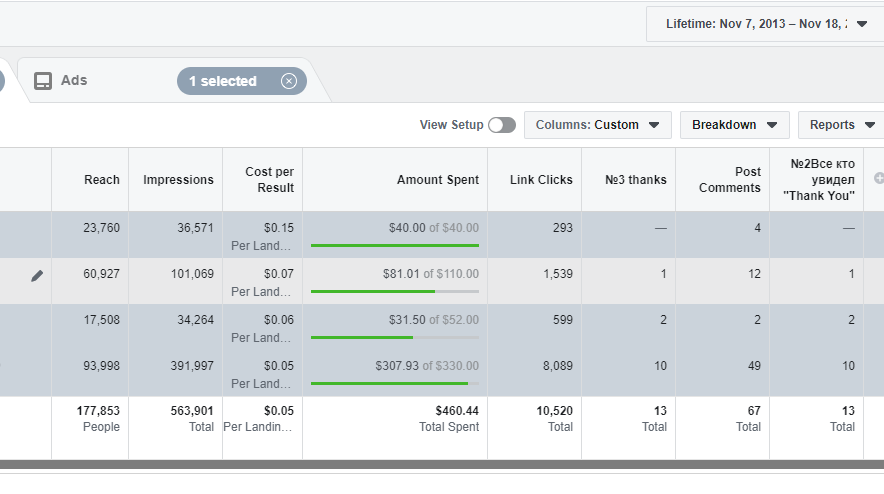 Lifetime: Nov 7, 2013 – Nov 18, 2
Ads
1 selected
View Setup
Columns: Custom
Breakdown
Reports
Reach
Impressions
Cost per
Result
Amount Spent
Link Clicks
№3 thanks
Post
Comments
№2Все кто
увидел
"Thank You"
23,760 36,571 $0.15 $40.00 of $40.00 293 — 4 —
Per Land...
60,927 101,069 $0.07 $81.01 of $110.00 1,539 1 12 1
Per Land...
17,508 34,264 $0.06 $31.50 of $52.00 599 2 2 2
Per Land...
93,998 391,997 $0.05 $307.93 of $330.00 8,089 10 49 10
Per Land...
177,853 563,901 $0.05 $460.44 10,520 13 67 13
People Total Per Landin... Total Spent Total Total Total Total